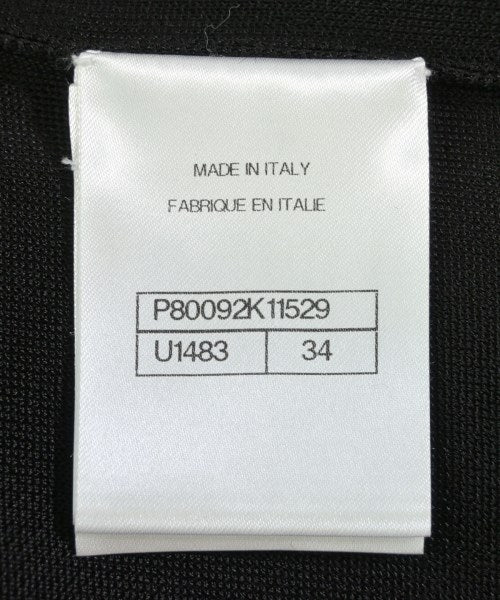 MADE IN ITALY
FABRIQUE EN ITALIE
P80092K11529
U1483 34